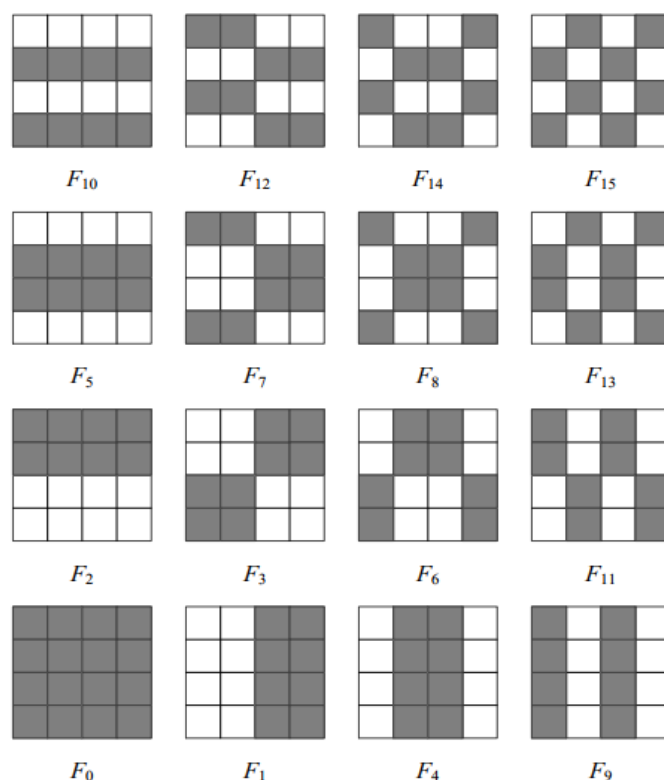 F₁₀ F₁₂ F₁₄ F₁₅
F₅ F₇ F₈ F₁₃
F₂ F₃ F₆ F₁₁
F₀ F₁ F₄ F₉